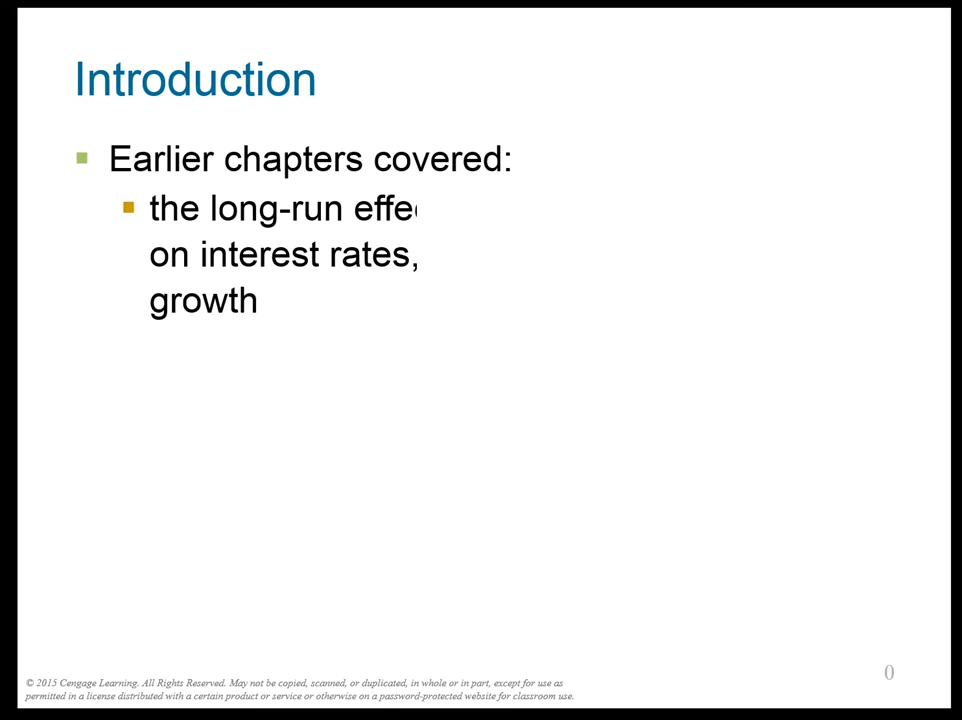 Introduction
Earlier chapters covered:
the long-run
on interest rates,
growth
© 2015 Cengage Learning. All Rights Reserved. May not be copied, scanned, or duplicated, in whole or in part, except for use as
permitted in a license distributed with a certain product or service or otherwise on a password-protected website for classroom use.
0